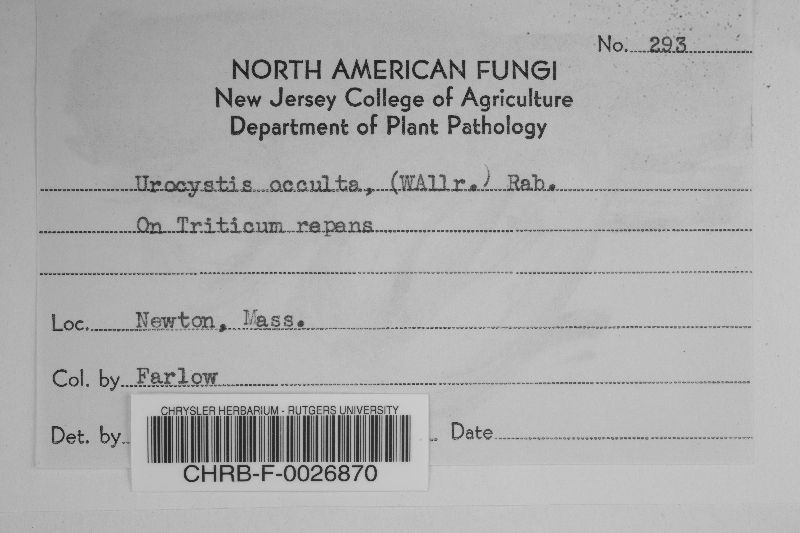 No. 293
NORTH AMERICAN FUNGI
New Jersey College of Agriculture
Department of Plant Pathology
Urocystis occulta, (WAllr.) Rab.
On Triticum repens
Loc. Newton, Mass.
Col. by Farlow
Det. by Date
CHRYSLER HERBARIUM - RUTGERS UNIVERSITY
CHRB-F-0026870